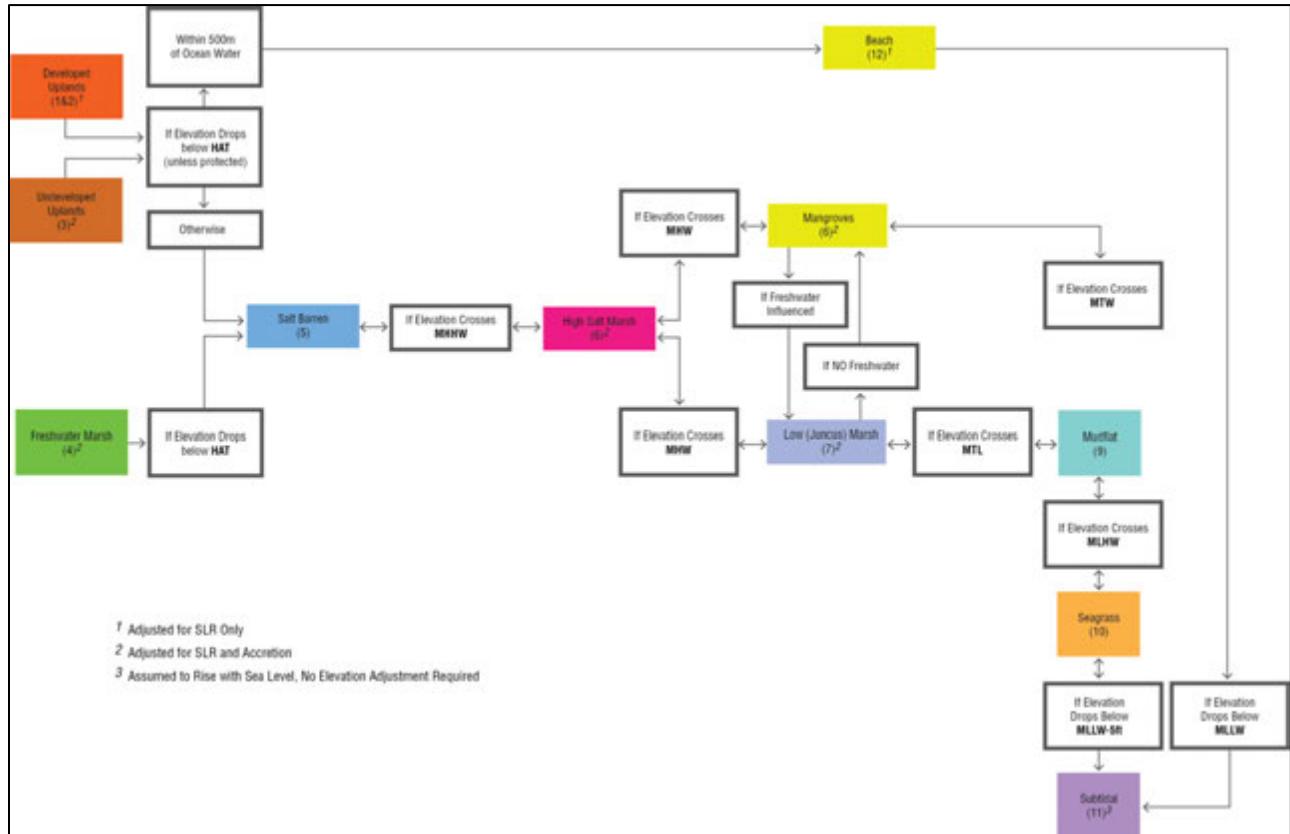 Within 500m
of Ocean Water
Beach
(12)¹
Developed
Uplands
(1&2)¹
If Elevation Drops
below HAT
(unless protected)
Undeveloped
Uplands
(3)²
Otherwise
If Elevation Crosses
MHW
Mangroves
(6)²
If Elevation Crosses
MTW
If Freshwater
Influenced
Salt Barren
(5)
If Elevation Crosses
MHHW
High Salt Marsh
(6)²
If NO Freshwater
Freshwater Marsh
(4)²
If Elevation Drops
below HAT
If Elevation Crosses
MHW
Low (Juncus) Marsh
(7)²
If Elevation Crosses
MTL
Mudflat
(9)
If Elevation Crosses
MLHW
Seagrass
(10)
1 Adjusted for SLR Only
2 Adjusted for SLR and Accretion
3 Assumed to Rise with Sea Level, No Elevation Adjustment Required
If Elevation
Drops Below
MLLW-5ft
If Elevation
Drops Below
MLLW
Subtidal
(11)³